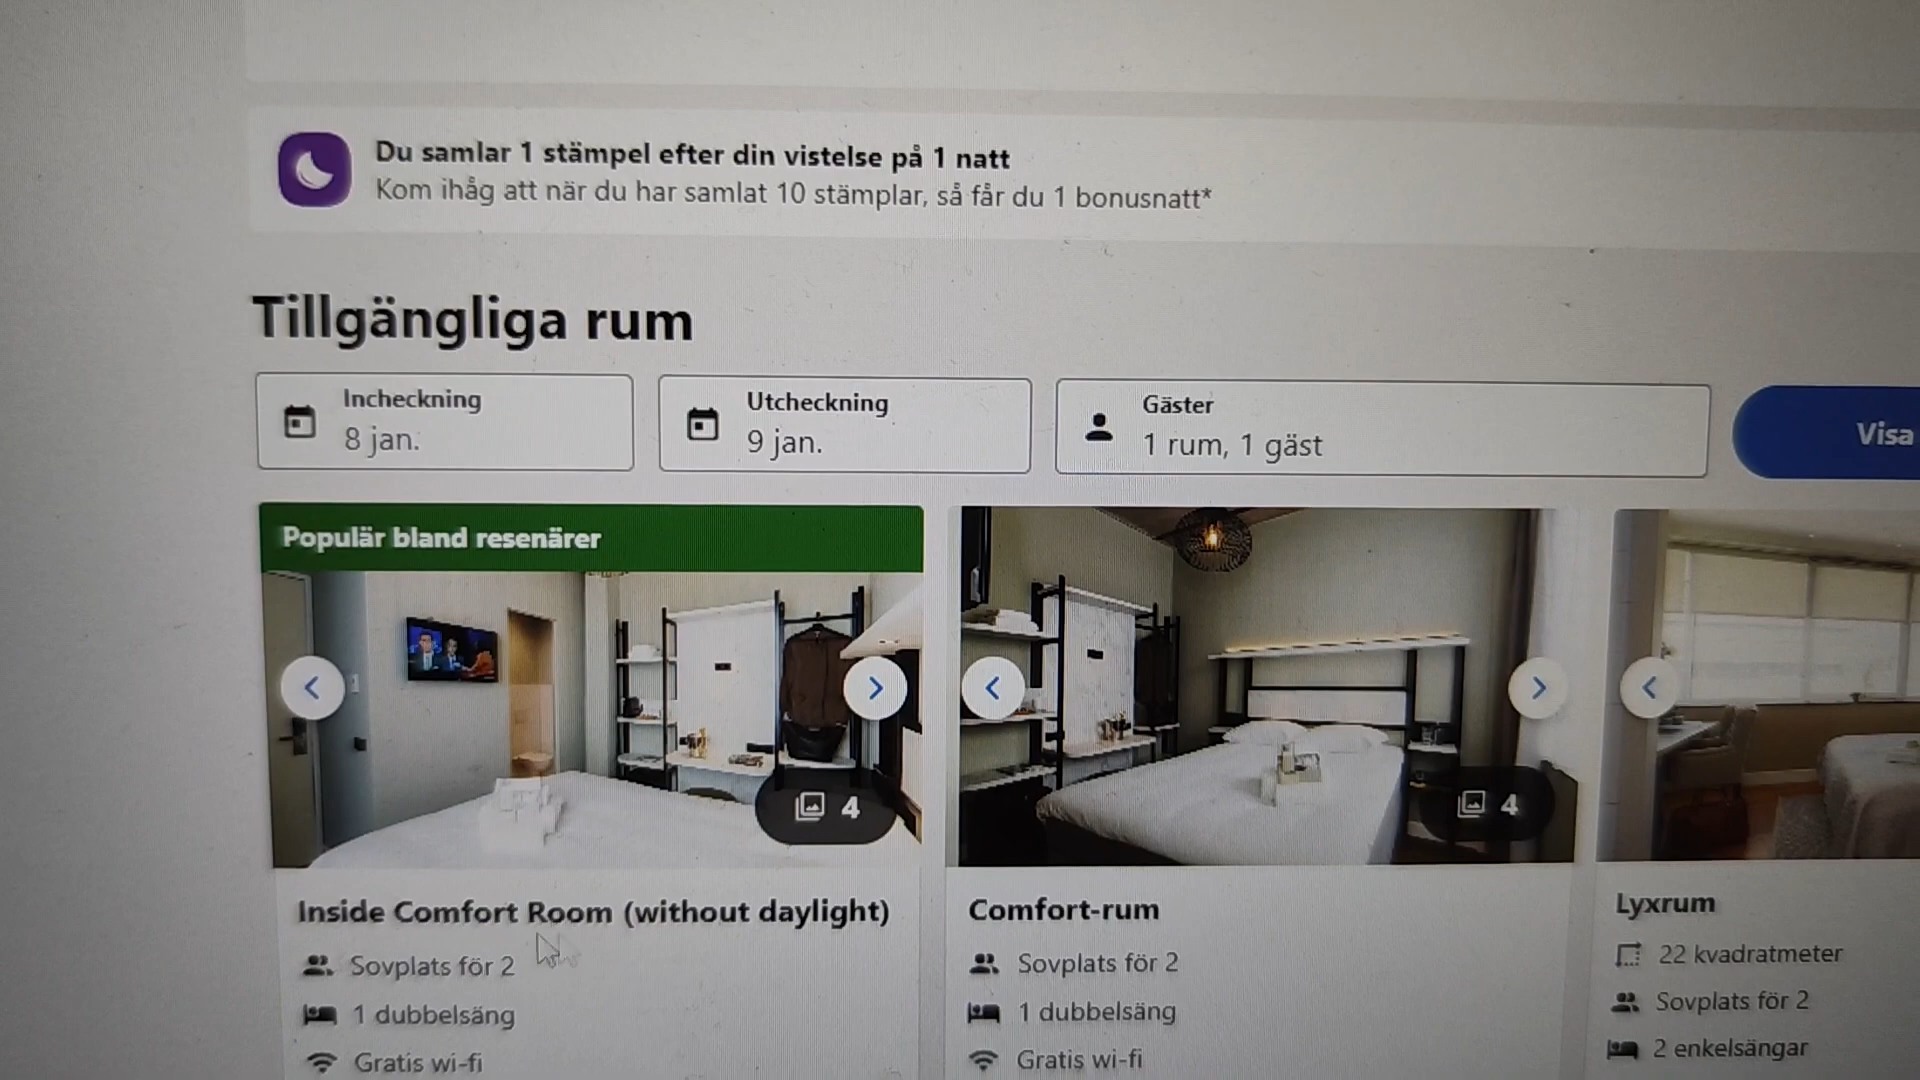 Du samlar 1 stämpel efter din vistelse på 1 natt
Kom ihåg att när du har samlat 10 stämplar, så får du 1 bonusnatt*
Tillgängliga rum
Incheckning
8 jan.
Utcheckning
9 jan.
Gäster
1 rum, 1 gäst
Visa
Populär bland resenärer
4
4
Inside Comfort Room (without daylight)
Sovplats för 2
1 dubbelsäng
Gratis wi-fi
Comfort-rum
Sovplats för 2
1 dubbelsäng
Gratis wi-fi
Lyxrum
22 kvadratmeter
Sovplats för 2
2 enkelsängar